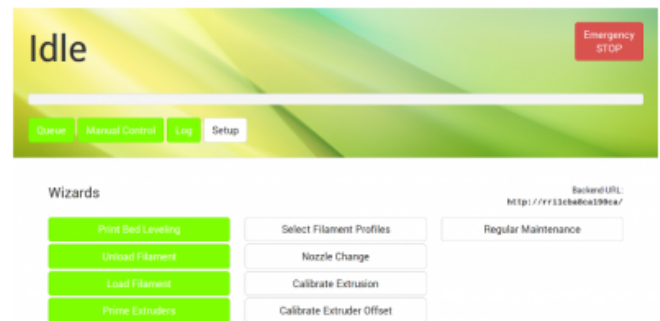 Idle
Emergency
STOP
Queue Manual Control Log Setup
Wizards
Backend URL:
Print Bed Leveling Select Filament Profiles Regular Maintenance
Unload Filament Nozzle Change
Load Filament Calibrate Extrusion
Prime Extruders Calibrate Extruder Offset